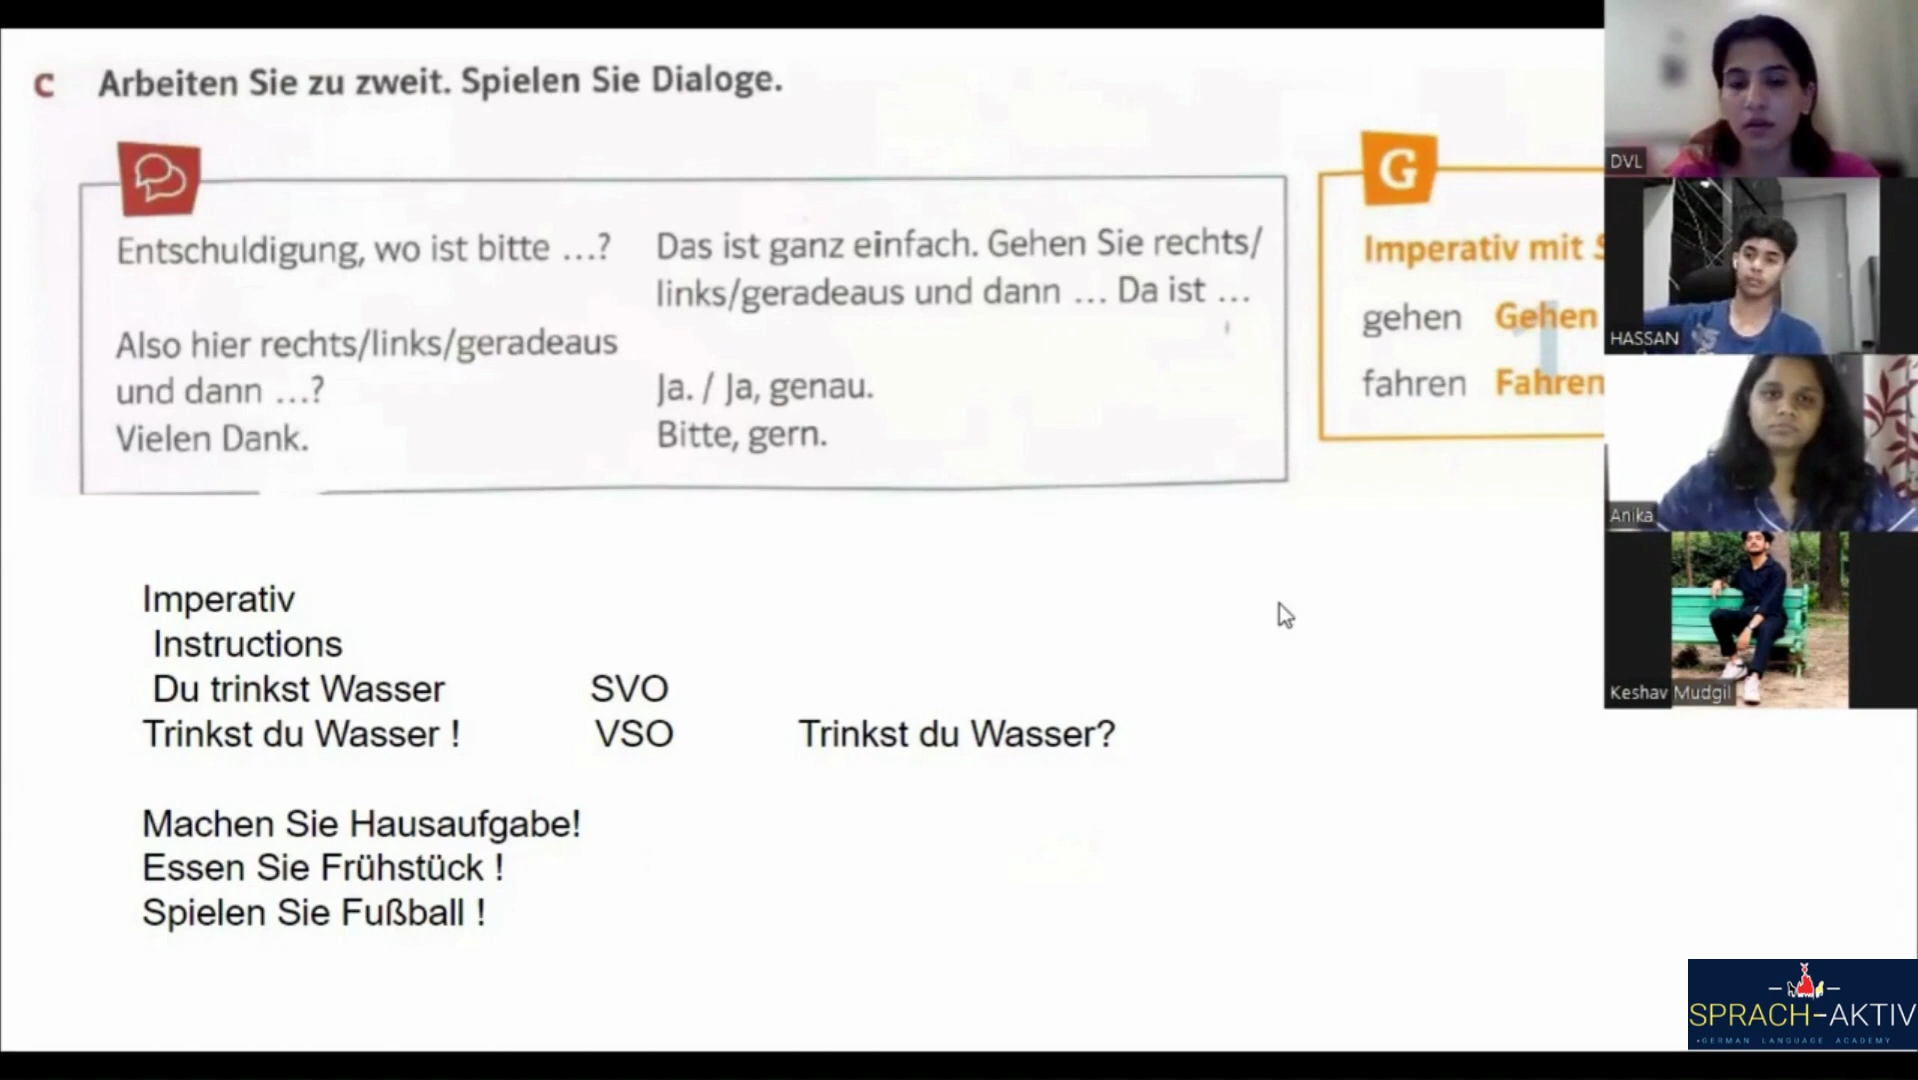 C Arbeiten Sie zu zweit. Spielen Sie Dialoge.
Entschuldigung, wo ist bitte ...?
Also hier rechts/links/geradeaus
und dann ...?
Vielen Dank.
Das ist ganz einfach. Gehen Sie rechts/
links/geradeaus und dann ... Da ist ...
Ja. / Ja, genau.
Bitte, gern.
G
Imperativ mit
gehen Gehen
fahren Fahren
Imperativ
Instructions
Du trinkst Wasser SVO
Trinkst du Wasser ! VSO Trinkst du Wasser?
Machen Sie Hausaufgabe!
Essen Sie Frühstück !
Spielen Sie Fußball !
DVL
HASSAN
Anika
Keshav Mudgil
SPRACH-AKTIV
GERMAN LANGUAGE ACADEMY